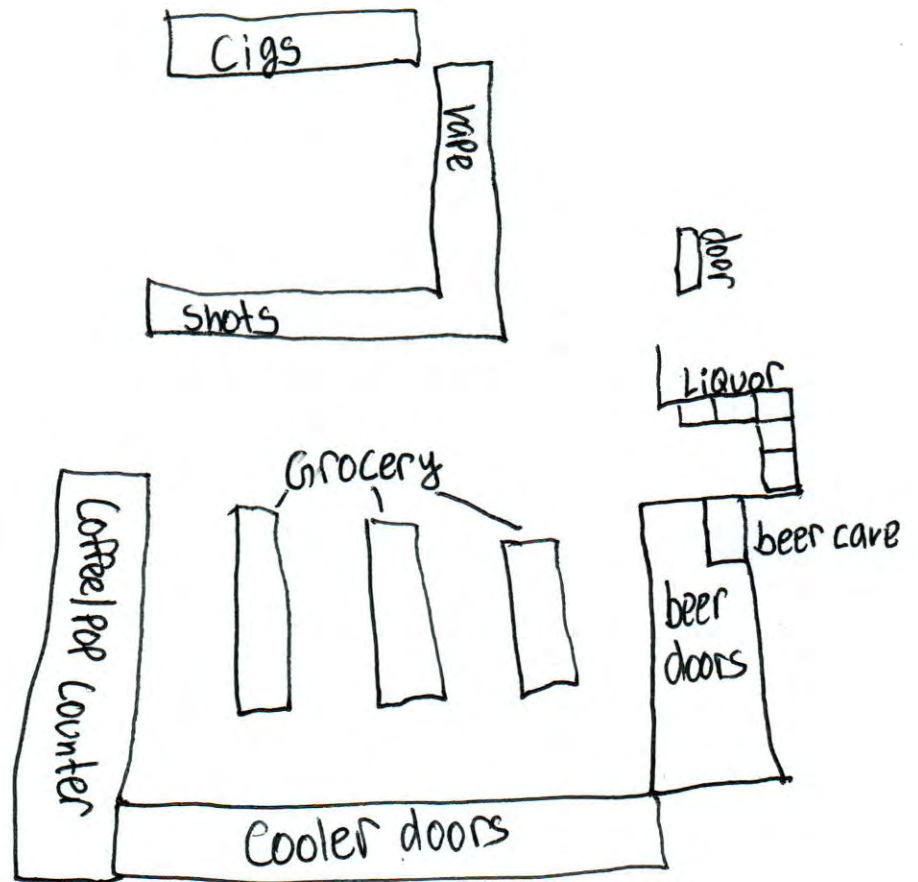 Cigs
vape
door
shots
Liquor
Grocery
Coffee/pop Counter
beer cave
beer
doors
Cooler doors